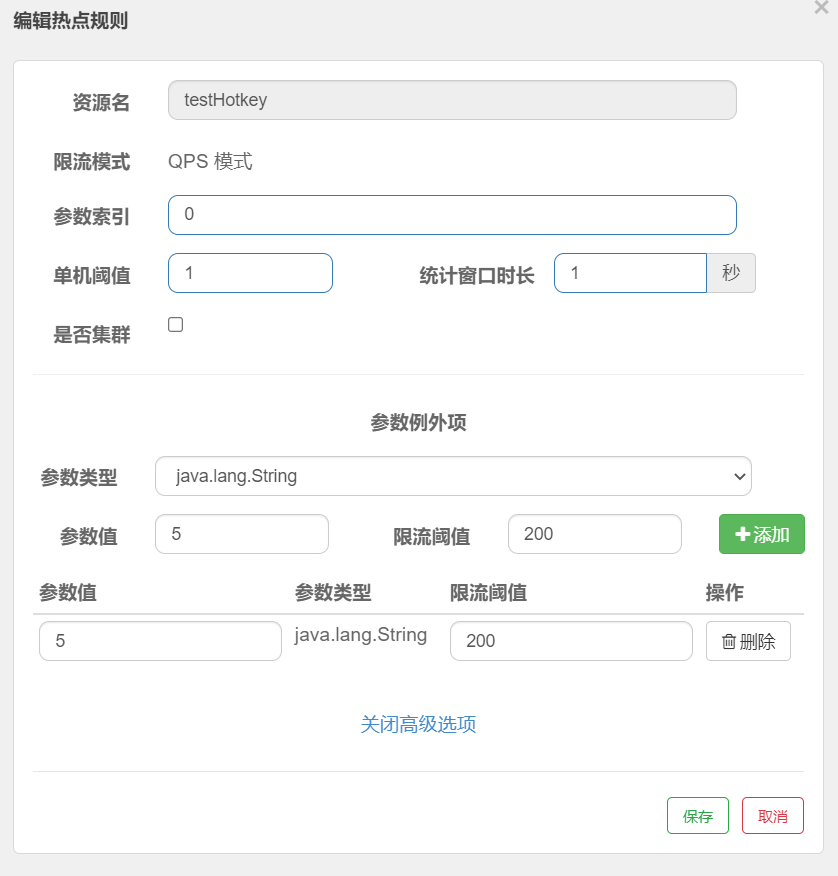 编辑热点规则
资源名 testHotkey
限流模式 QPS 模式
参数索引 0
单机阈值 1 统计窗口时长 1 秒
是否集群
参数例外项
参数类型 java.lang.String
参数值 5 限流阈值 200 添加
参数值 参数类型 限流阈值 操作
5 java.lang.String 200 删除
关闭高级选项
保存 取消